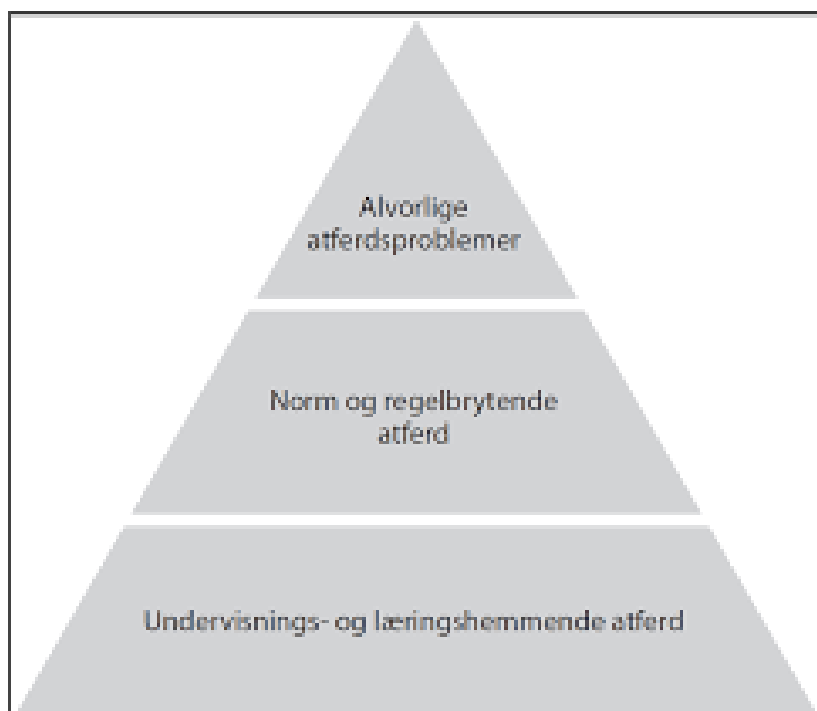 Alvorlige
atferdsproblemer
Norm og regelbrytende
atferd
Undervisnings- og læringshemmende atferd